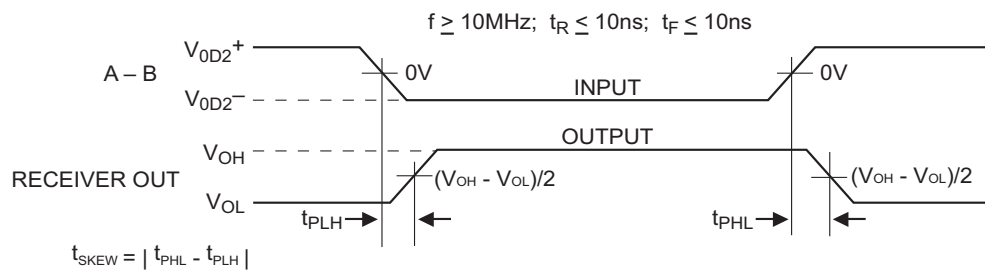 f ≥ 10MHz; tR ≤ 10ns; tF ≤ 10ns
V0D2+
A – B
0V
0V
V0D2–
INPUT
VOH
OUTPUT
RECEIVER OUT
(VOH - VOL)/2
(VOH - VOL)/2
VOL
tPLH
tPHL
tSKEW = | tPHL - tPLH |